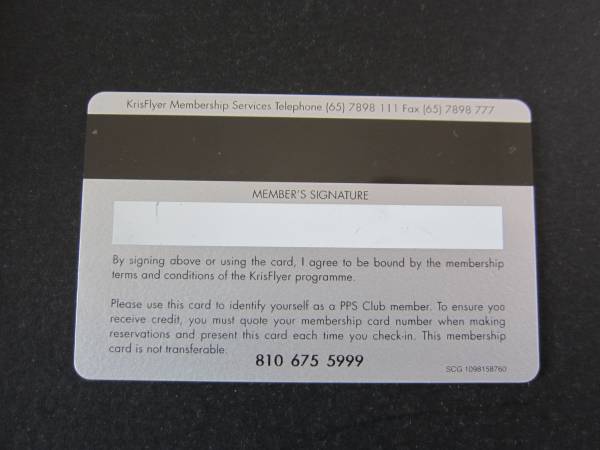 KrisFlyer Membership Services Telephone (65) 7898 111 Fax (65) 7898 777
MEMBER'S SIGNATURE
By signing above or using the card, I agree to be bound by the membership
terms and conditions of the KrisFlyer programme.
Please use this card to identify yourself as a PPS Club member. To ensure you
receive credit, you must quote your membership card number when making
reservations and present this card each time you check-in. This membership
card is not transferable.
810 675 5999
SCG 1098158760